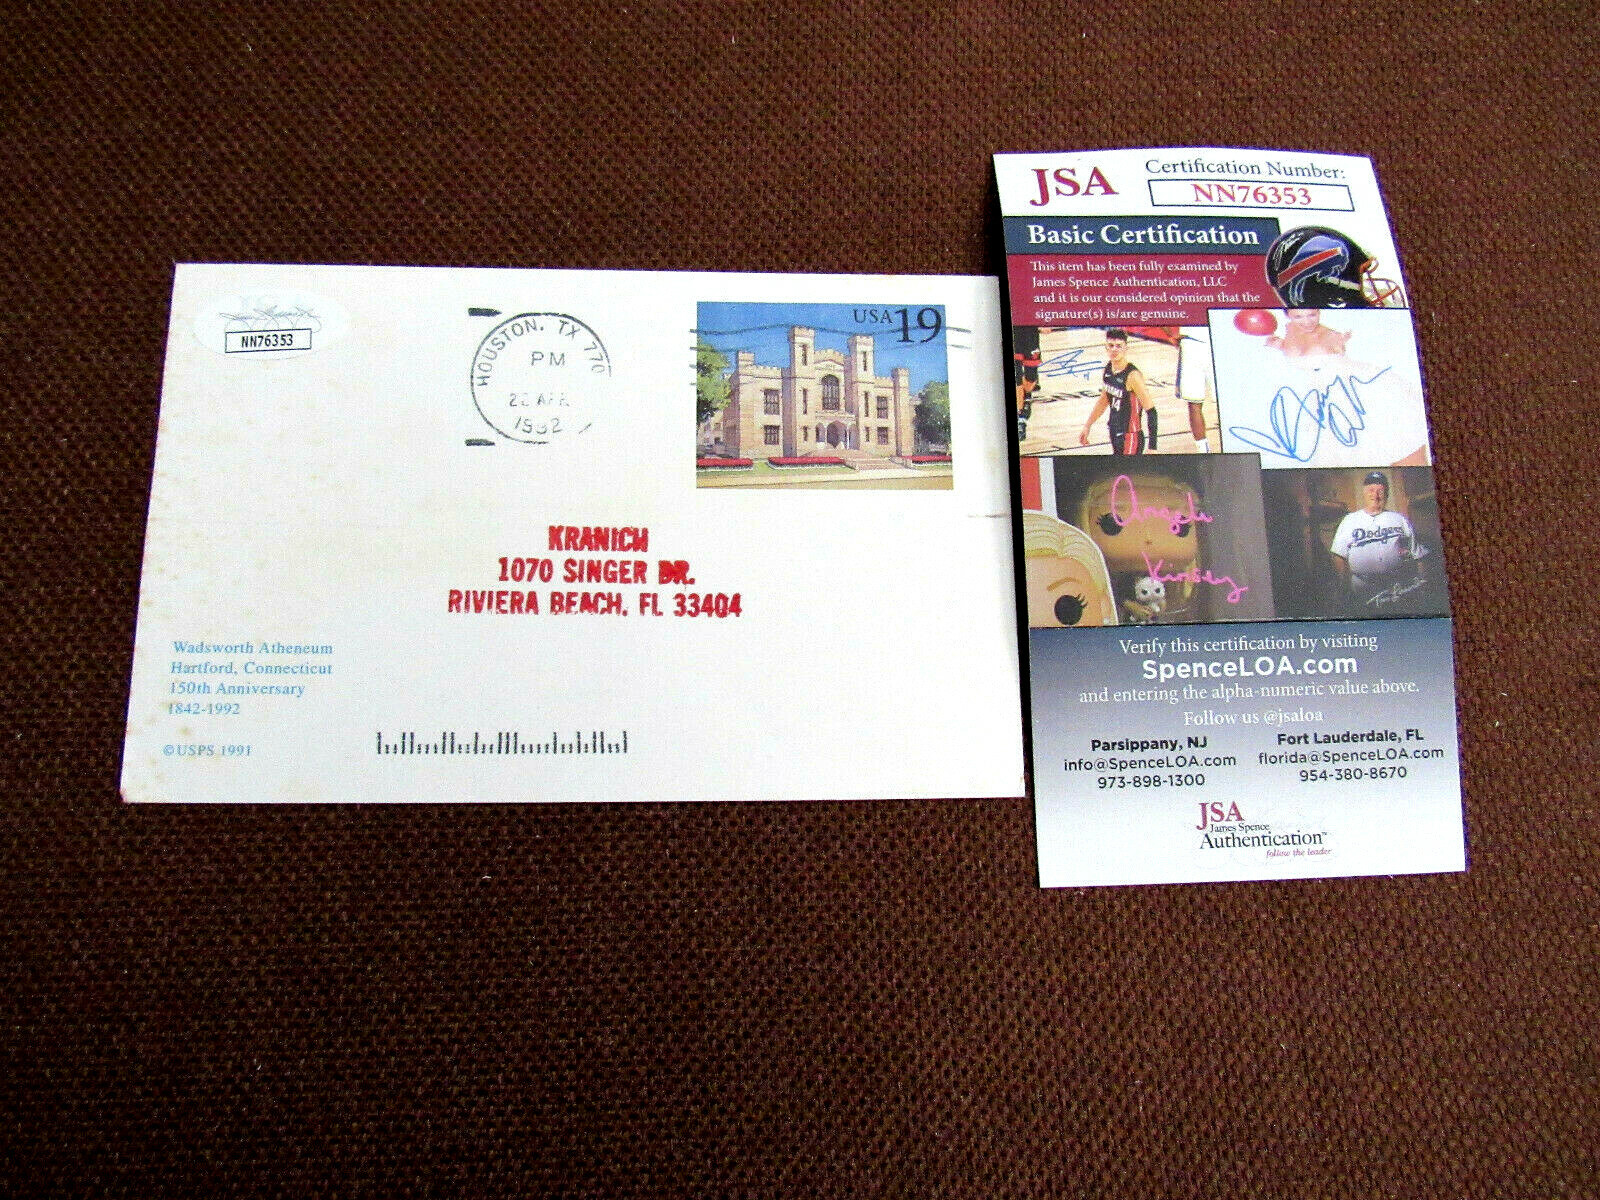 NN76353
HOUSTON, TX 770
PM
1992
USA 19
KRANICH
1070 SINGER DR.
RIVIERA BEACH, FL 33404
Wadsworth Atheneum
Hartford, Connecticut
150th Anniversary
1842-1992
©USPS 1991
JSA
Certification Number:
NN76353
Basic Certification
This item has been fully examined by
James Spence Authentication, LLC
and it is our considered opinion that the
signature(s) is/are genuine.
14
Angela
Kinsey
Dodgers
Verify this certification by visiting
SpenceLOA.com
and entering the alpha-numeric value above.
Follow us @jsaloa
Parsippany, NJ
info@SpenceLOA.com
973-898-1300
Fort Lauderdale, FL
florida@SpenceLOA.com
954-380-8670
JSA
James Spence
Authentication™
follow the leader